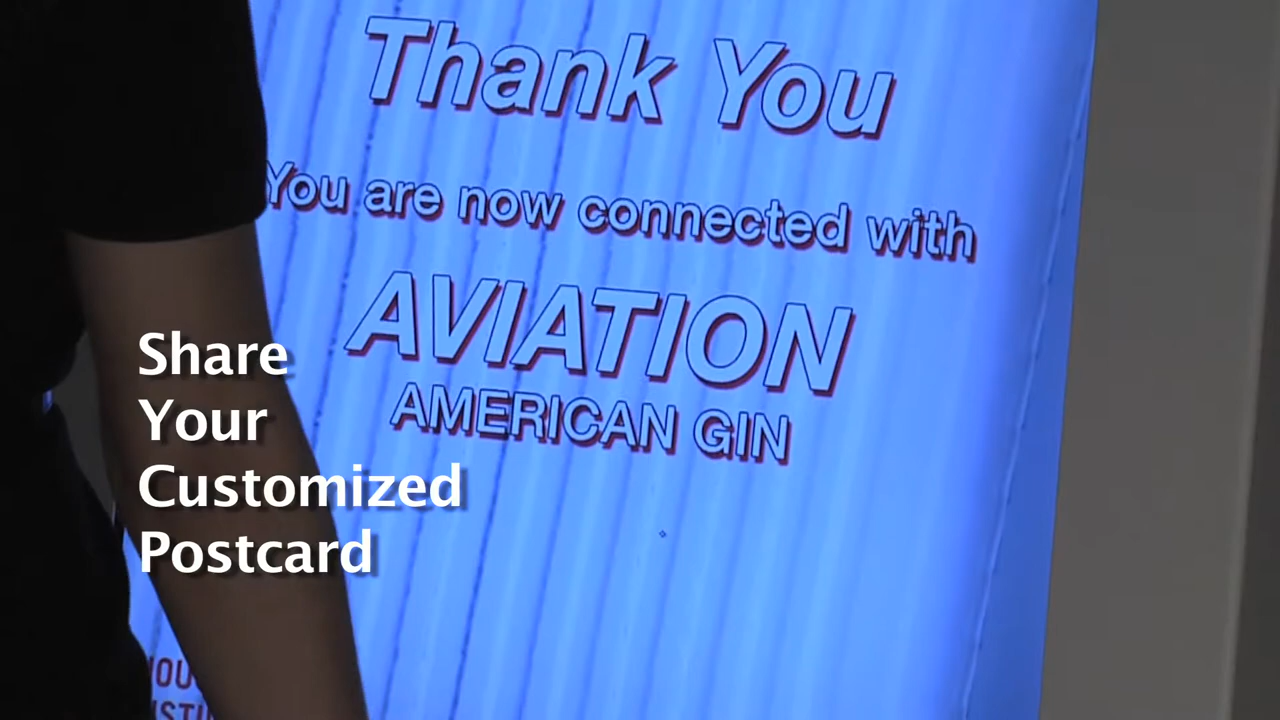 Thank You
You are now connected with
AVIATION
AMERICAN GIN
Share
Your
Customized
Postcard